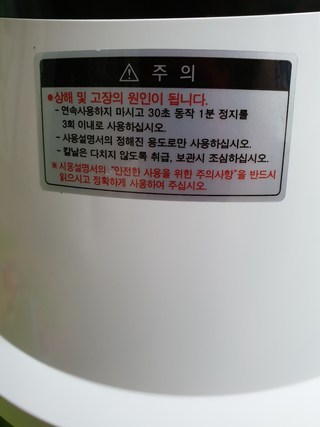 ⚠ 주 의
●상해 및 고장의 원인이 됩니다.
- 연속사용하지 마시고 30초 동작 1분 정지를
3회 이내로 사용하십시오.
- 사용설명서의 정해진 용도로만 사용하십시오.
- 칼날은 다치지 않도록 취급, 보관시 조심하십시오.
※ 사용설명서의 "안전한 사용을 위한 주의사항"을 반드시
읽으시고 정확하게 사용하여 주십시오.